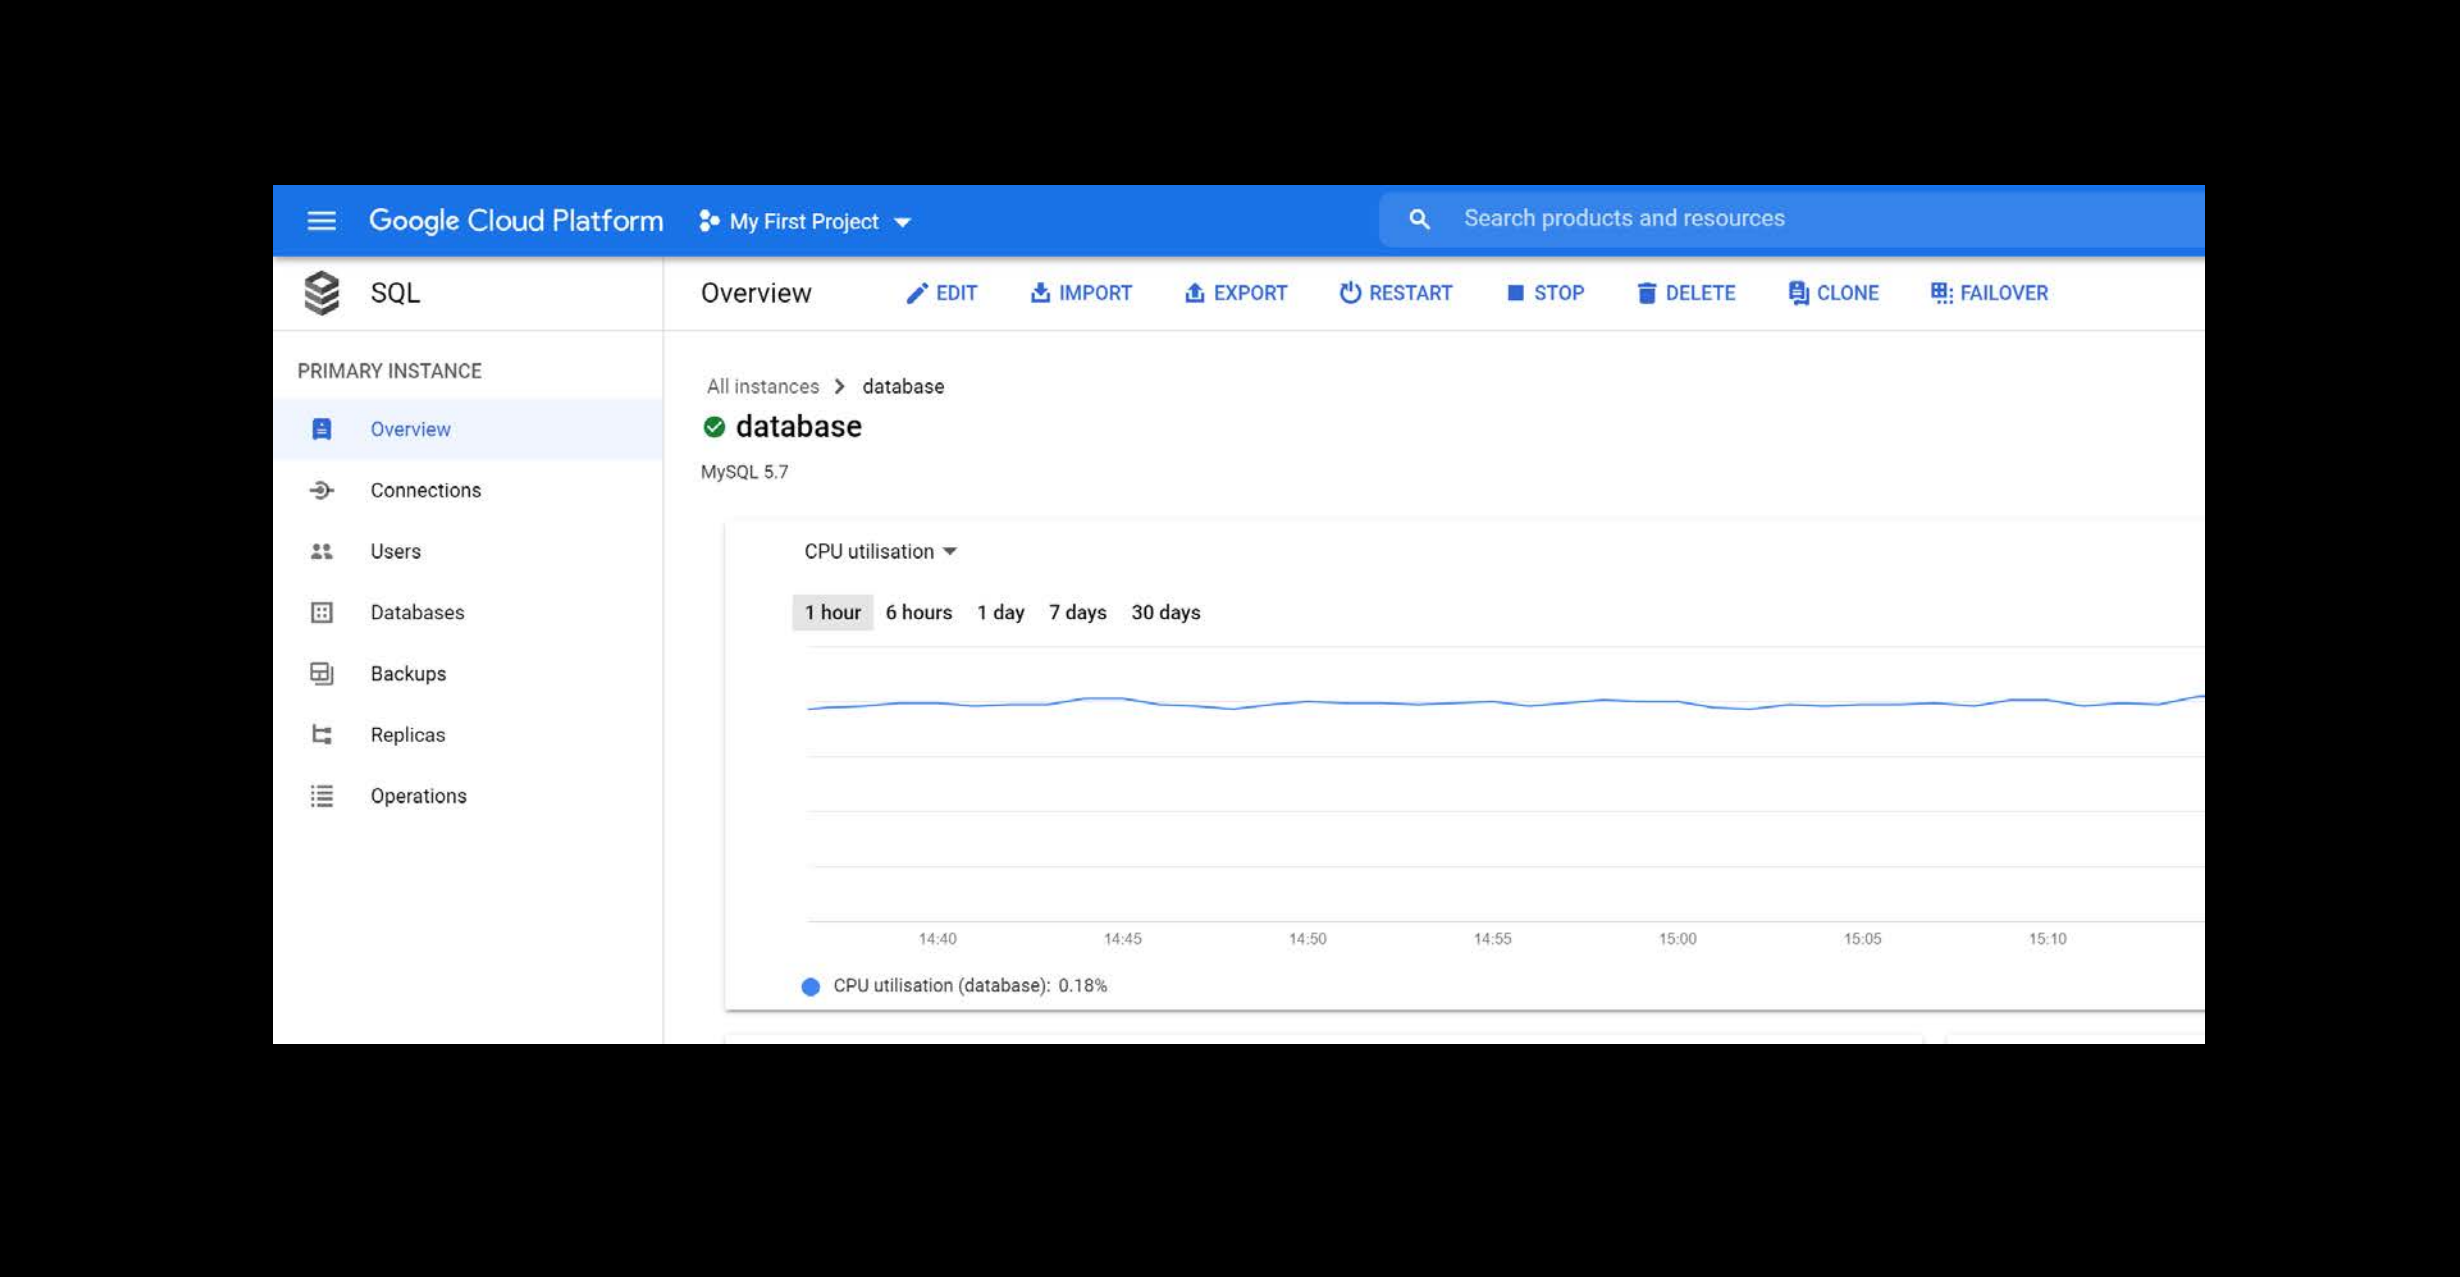 Google Cloud Platform My First Project Search products and resources
SQL
Overview EDIT IMPORT EXPORT RESTART STOP DELETE CLONE FAILOVER
PRIMARY INSTANCE
Overview
Connections
Users
Databases
Backups
Replicas
Operations
All instances database
database
MySQL 5.7
CPU utilisation
1 hour 6 hours 1 day 7 days 30 days
14:40 14:45 14:50 14:55 15:00 15:05 15:10
CPU utilisation (database): 0.18%